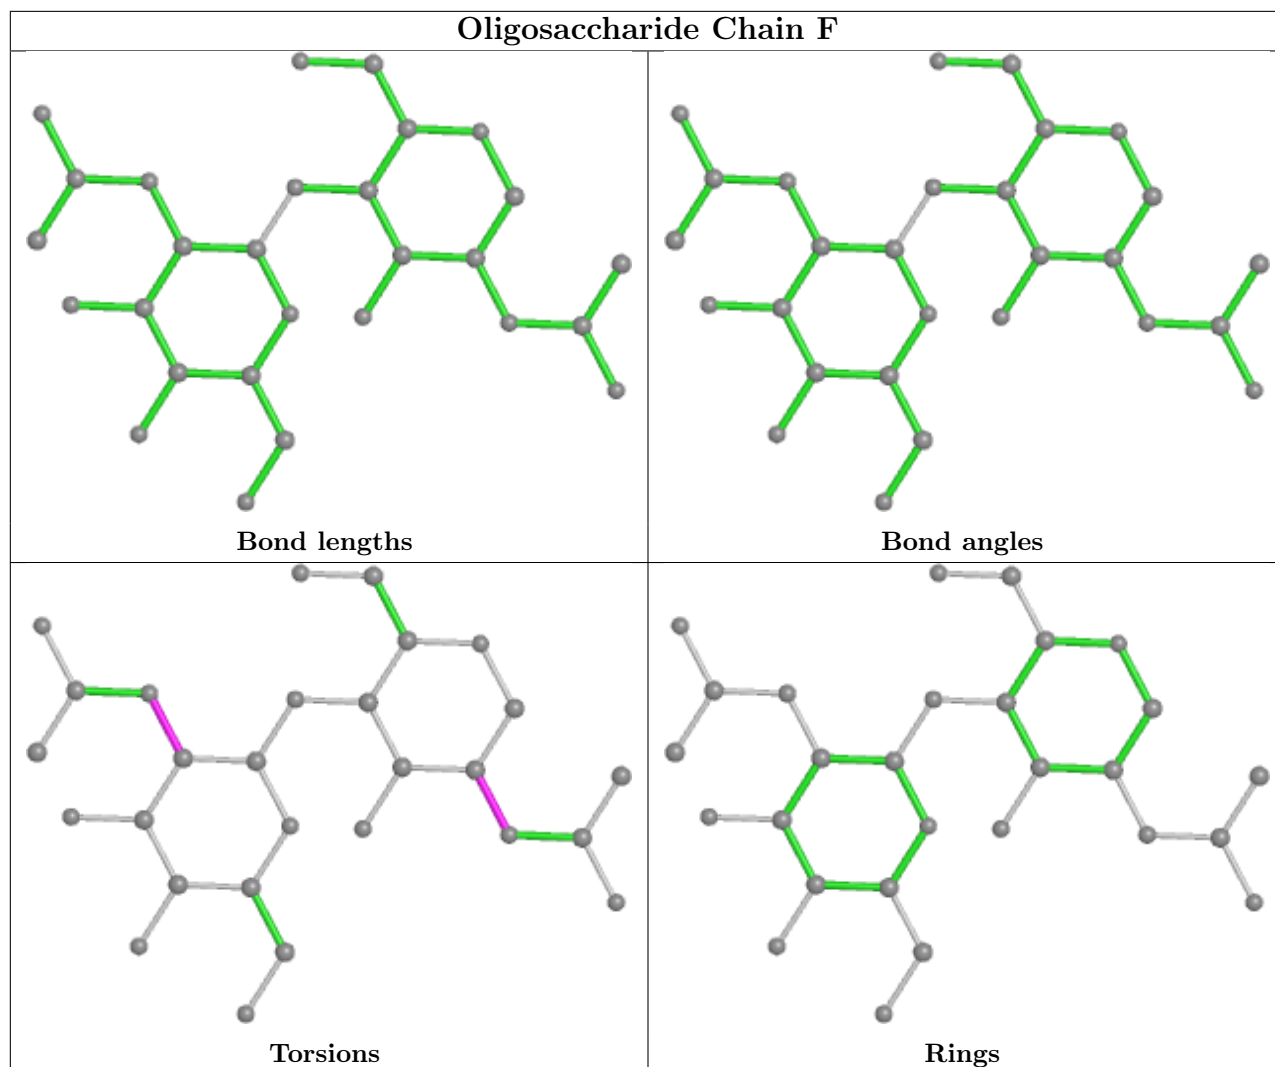 Oligosaccharide Chain F
Bond lengths
Bond angles
Torsions
Rings